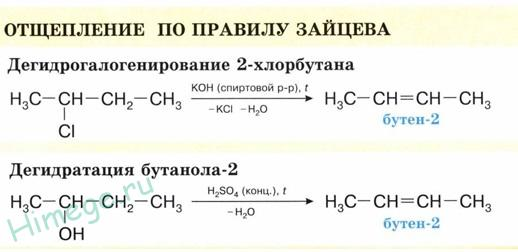 ОТЩЕПЛЕНИЕ ПО ПРАВИЛУ ЗАЙЦЕВА
Дегидрогалогенирование 2-хлорбутана
H₃C—CH—CH₂—CH₃ KOH (спиртовой р-р), t H₃C—CH=CH—CH₃
Cl –KCl –H₂O бутен-2
Дегидратация бутанола-2
H₃C—CH—CH₂—CH₃ H₂SO₄ (конц.), t H₃C—CH=CH—CH₃
OH –H₂O бутен-2
Himege.ru